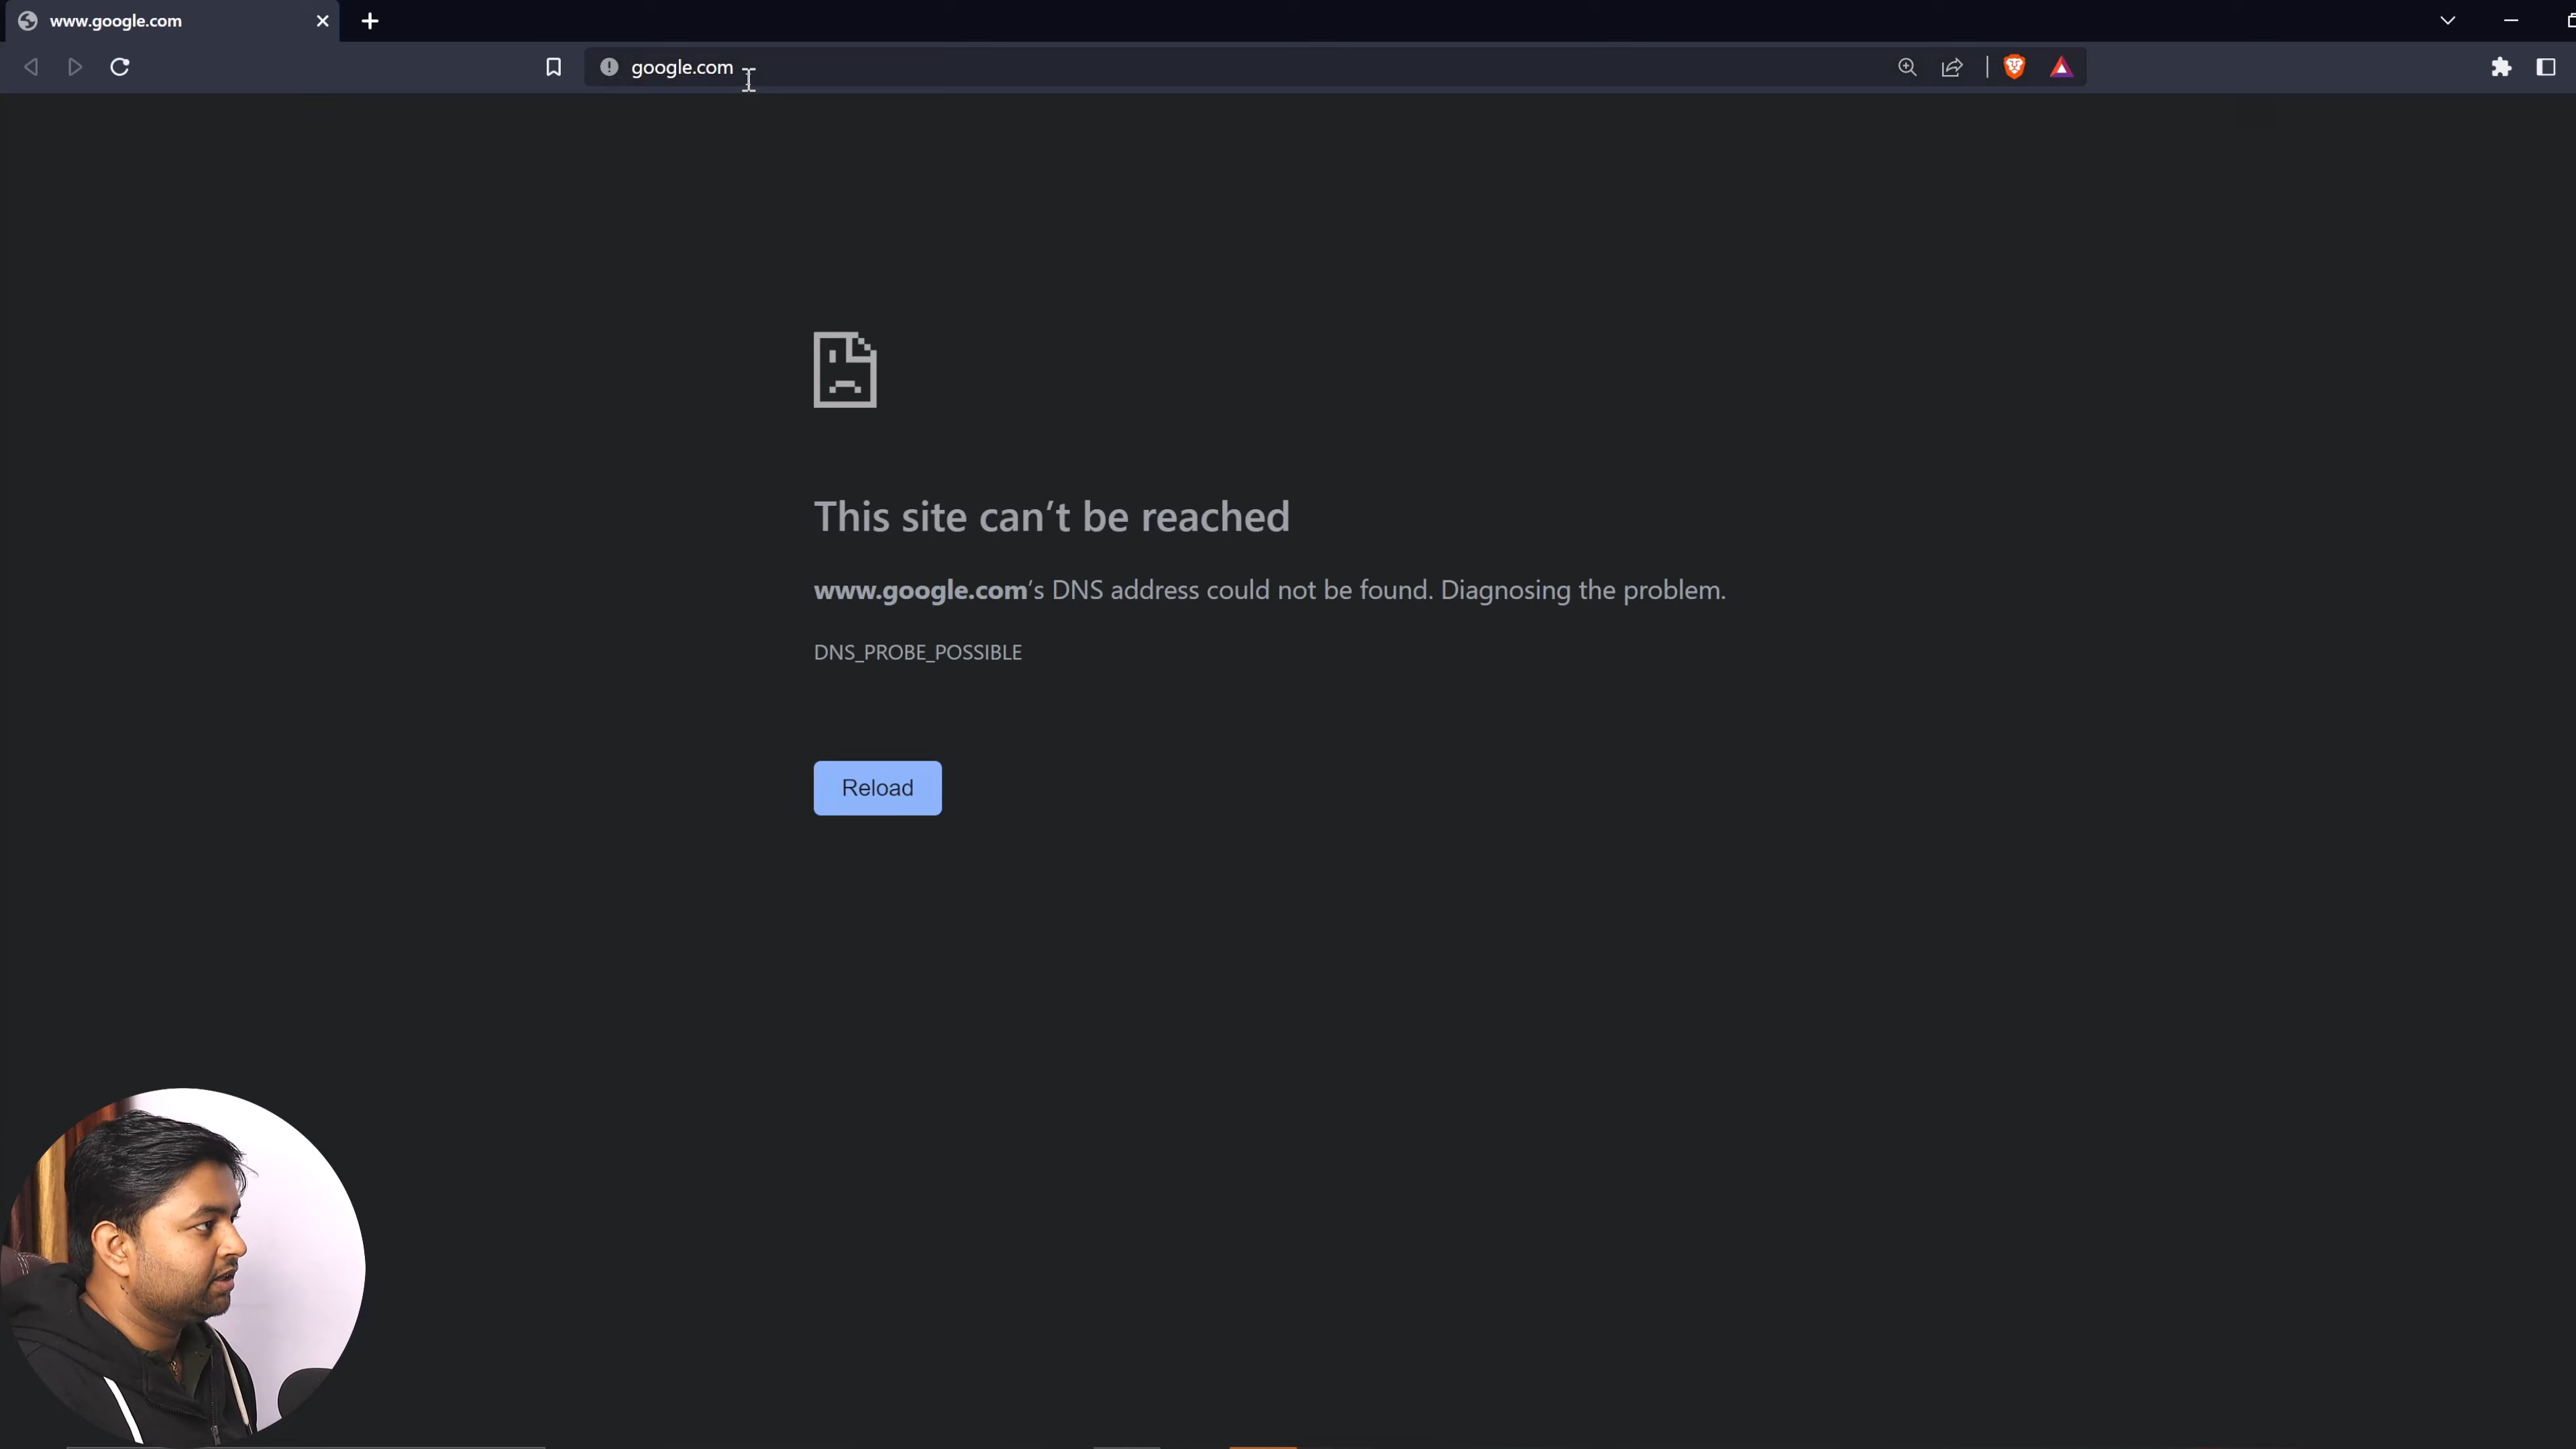 www.google.com
google.com
This site can’t be reached
www.google.com’s DNS address could not be found. Diagnosing the problem.
DNS_PROBE_POSSIBLE
Reload